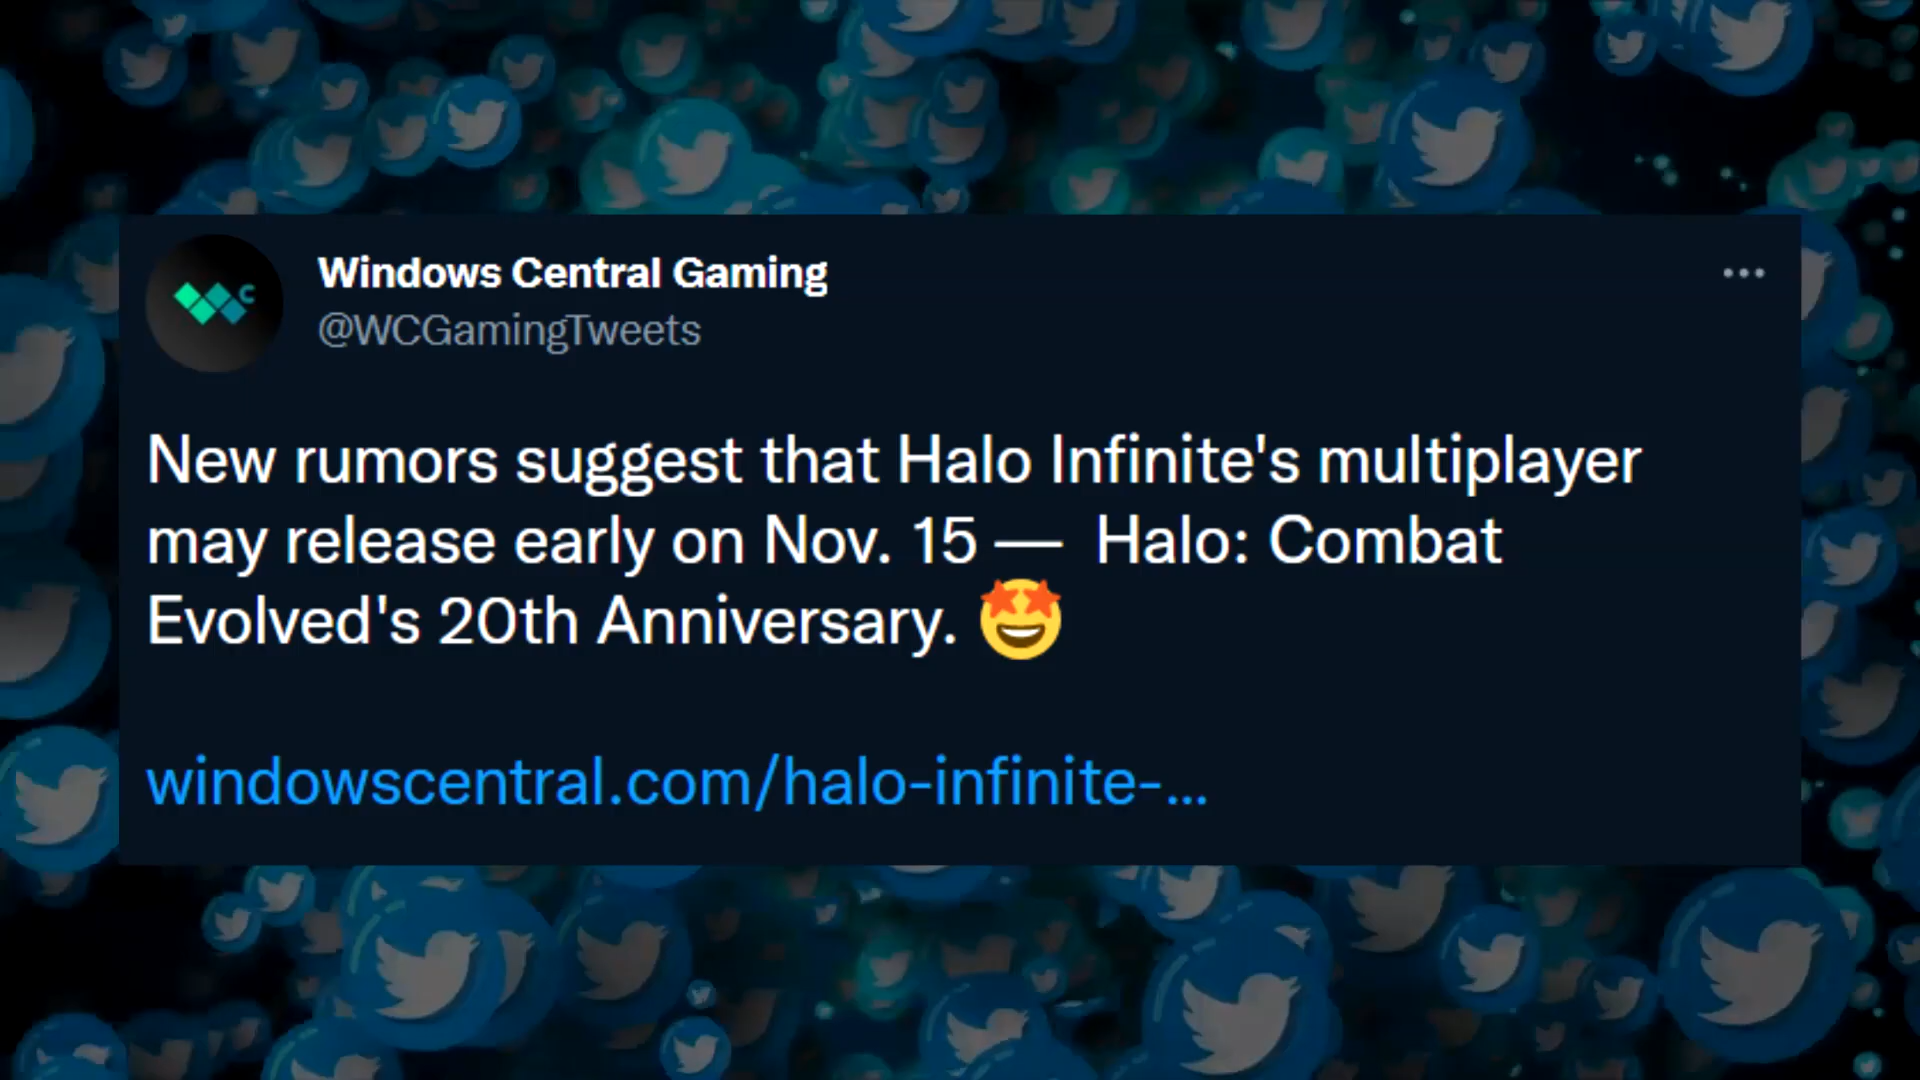 Windows Central Gaming
@WCGamingTweets
New rumors suggest that Halo Infinite's multiplayer
may release early on Nov. 15 — Halo: Combat
Evolved's 20th Anniversary. 🤩
windowscentral.com/halo-infinite-...